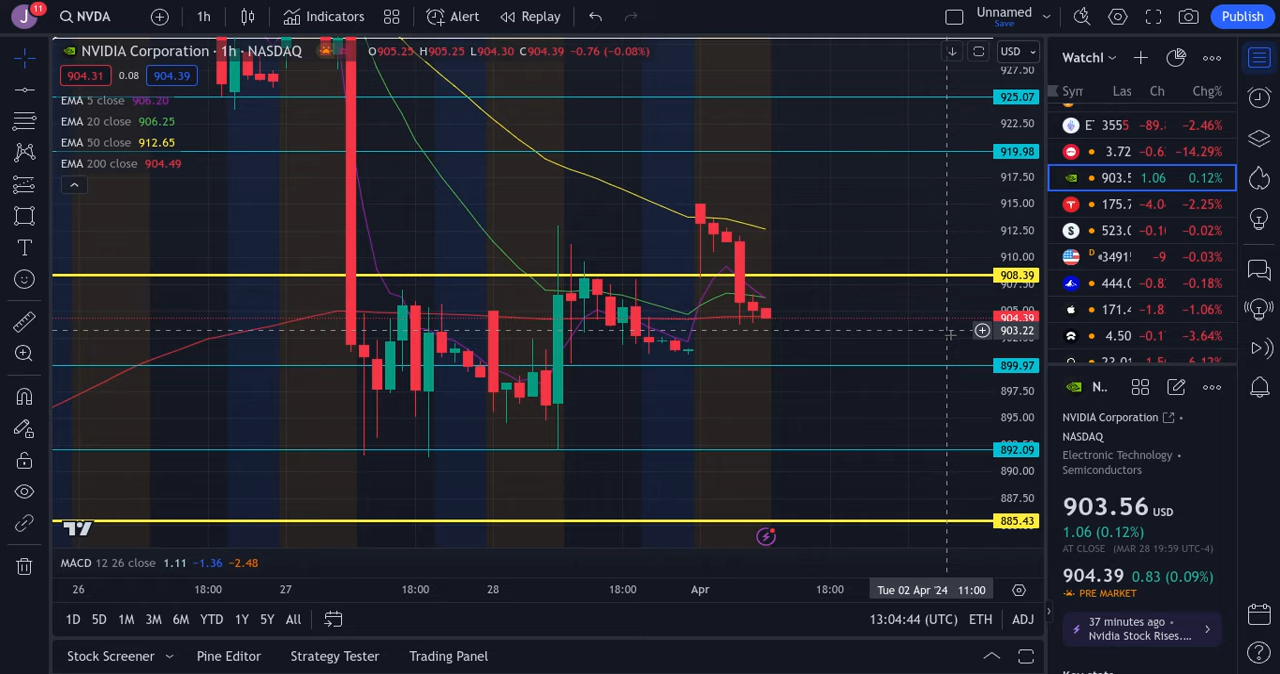 J 11 NVDA 1h Indicators Alert Replay Unnamed Save Publish
NVIDIA Corporation · 1h · NASDAQ O905.25 H905.25 L904.30 C904.39 −0.76 (−0.08%)
USD
904.31 0.08 904.39
EMA 5 close 906.20
EMA 20 close 906.25
EMA 50 close 912.65
EMA 200 close 904.49
927.50
925.07
922.50
919.98
917.50
915.00
912.50
910.00
908.39
907.50
905.00
904.39
903.22
899.97
897.50
895.00
892.09
890.00
887.50
885.43
MACD 12 26 close 1.11 −1.36 −2.48
26 18:00 27 18:00 28 18:00 Apr 18:00 Tue 02 Apr '24 11:00
1D 5D 1M 3M 6M YTD 1Y 5Y All 13:04:44 (UTC) ETH ADJ
Stock Screener Pine Editor Strategy Tester Trading Panel
Watchl
Sym Las Ch Chg%
3555 −89. −2.46%
3.72 −0.6 −14.29%
903.5 1.06 0.12%
175. −4.0 −2.25%
523.0 −0.1 −0.02%
D 3491 −9 −0.03%
444.0 −0.8 −0.18%
171.4 −1.8 −1.06%
4.50 −0.1 −3.64%
N..
NVIDIA Corporation •
NASDAQ
Electronic Technology •
Semiconductors
903.56 USD
1.06 (0.12%)
AT CLOSE (MAR 28 19:59 UTC-4)
904.39 0.83 (0.09%)
PRE MARKET
37 minutes ago •
Nvidia Stock Rises....